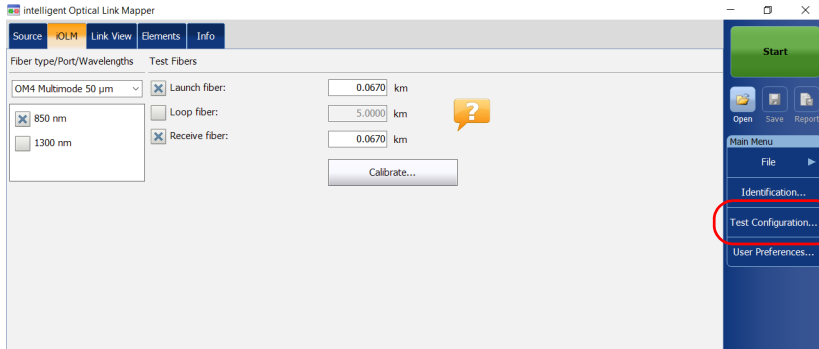 intelligent Optical Link Mapper
Source iOLM Link View Elements Info
Fiber type/Port/Wavelengths Test Fibers
OM4 Multimode 50 μm
850 nm
1300 nm
Launch fiber: 0.0670 km
Loop fiber: 5.0000 km
Receive fiber: 0.0670 km
?
Calibrate...
Start
Open Save Report
Main Menu
File
Identification...
Test Configuration...
User Preferences...